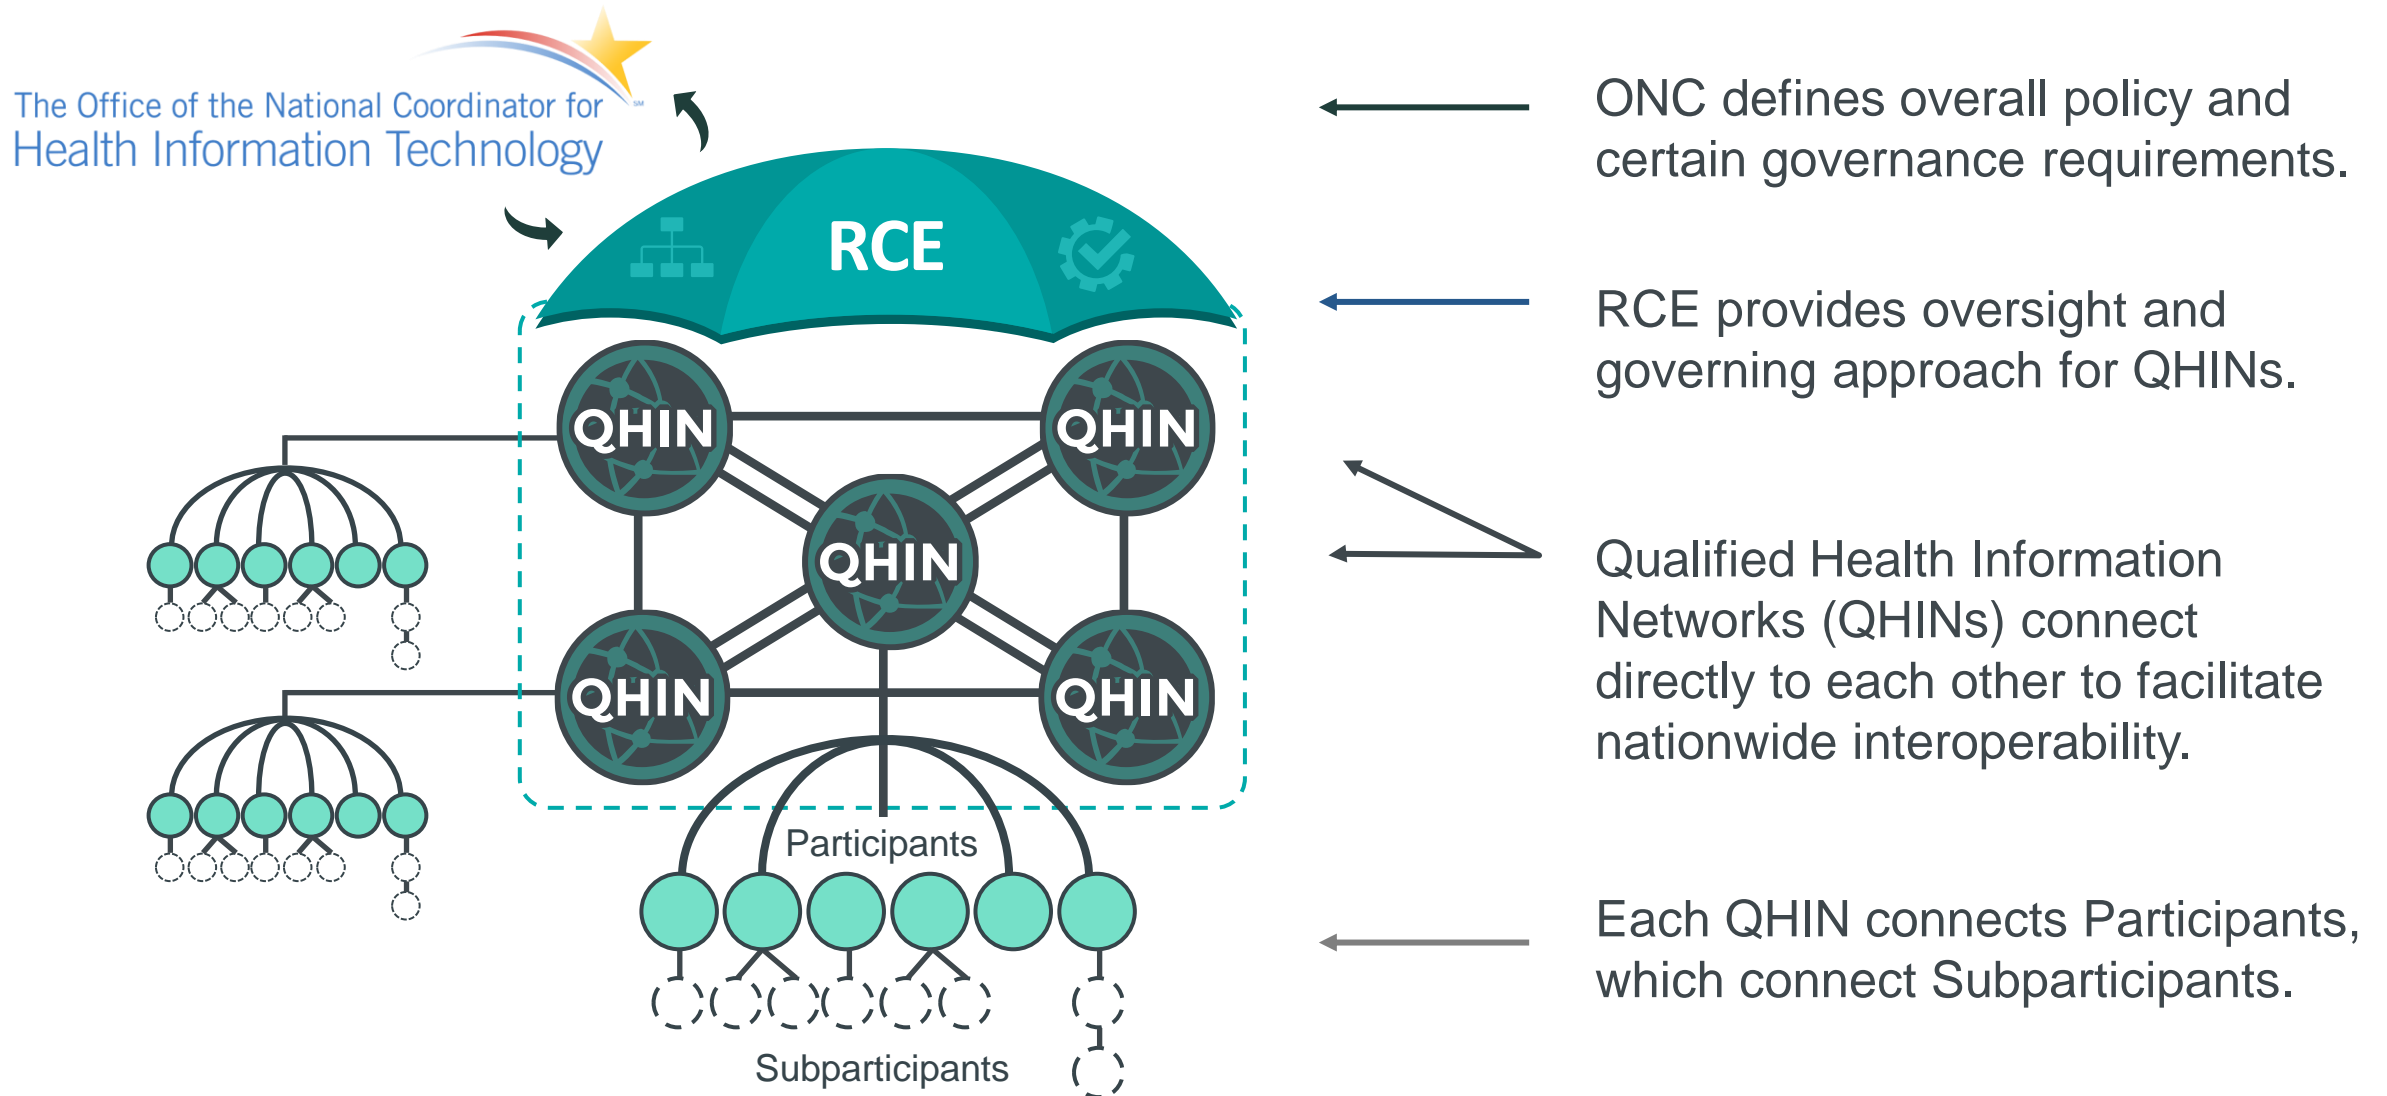 The Office of the National Coordinator for
Health Information Technology
SM
RCE
QHIN
QHIN
QHIN
QHIN
QHIN
Participants
Subparticipants
ONC defines overall policy and
certain governance requirements.
RCE provides oversight and
governing approach for QHINs.
Qualified Health Information
Networks (QHINs) connect
directly to each other to facilitate
nationwide interoperability.
Each QHIN connects Participants,
which connect Subparticipants.